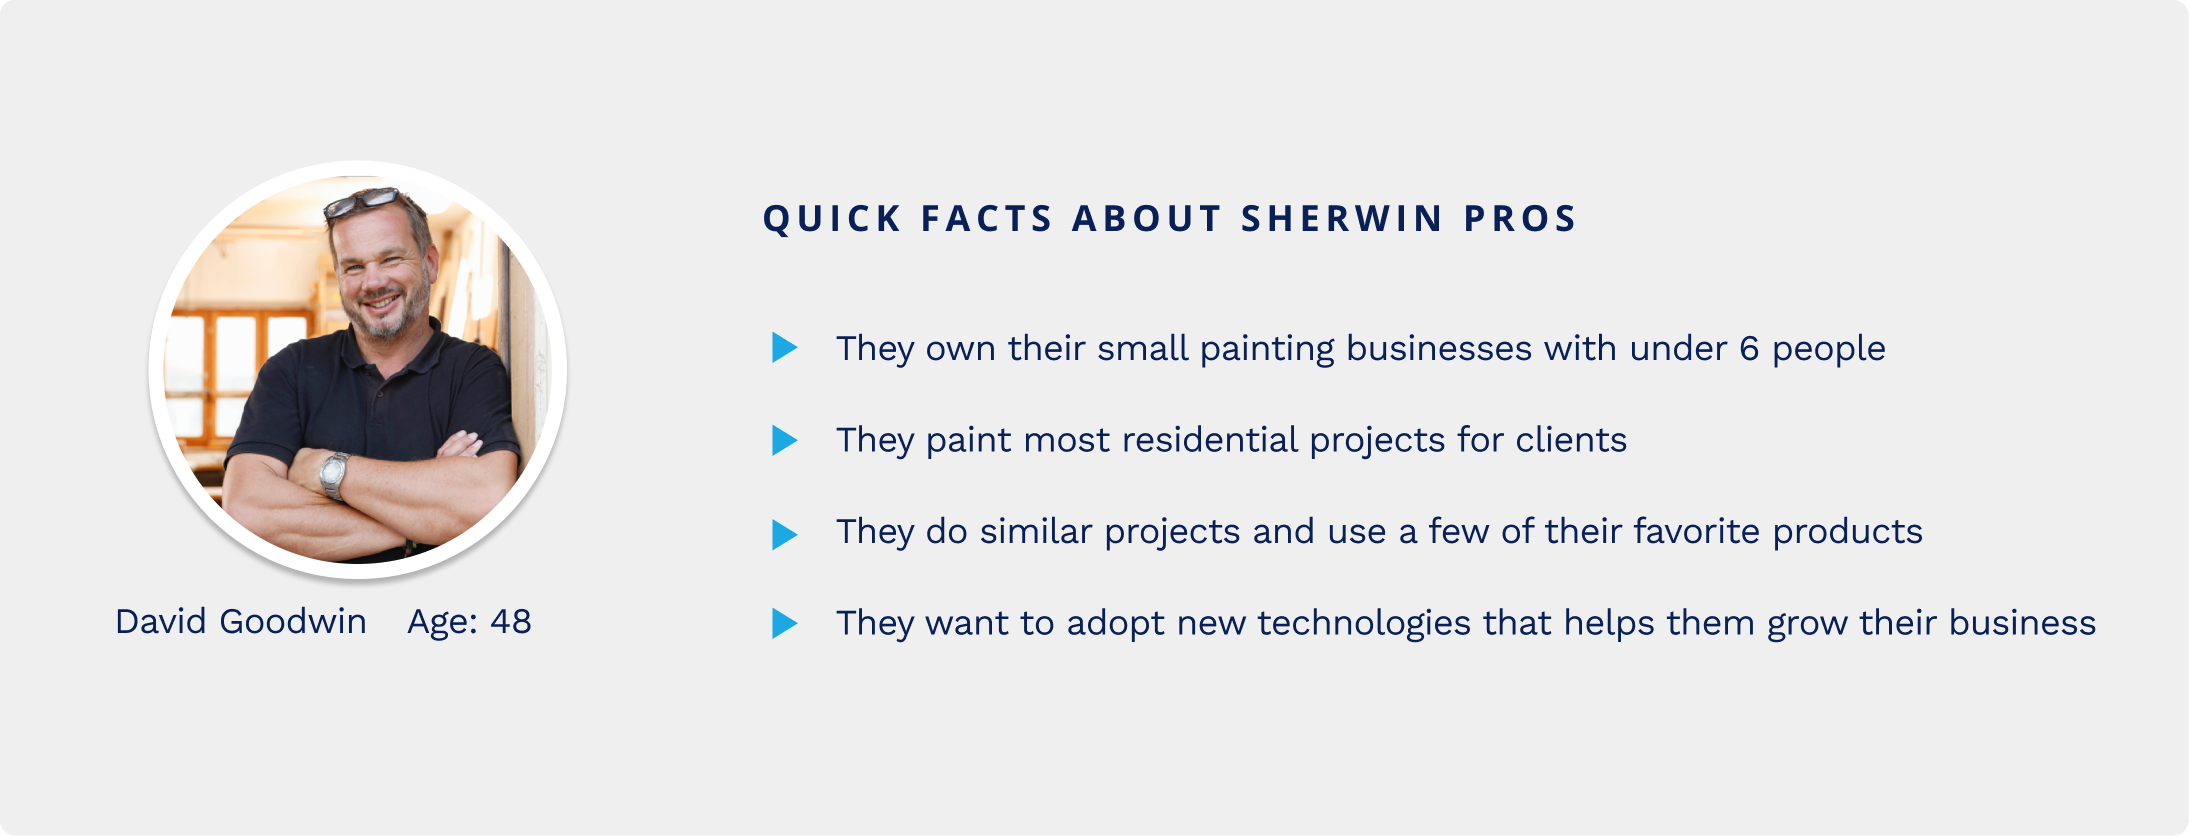 QUICK FACTS ABOUT SHERWIN PROS
They own their small painting businesses with under 6 people
They paint most residential projects for clients
They do similar projects and use a few of their favorite products
They want to adopt new technologies that helps them grow their business
David Goodwin Age: 48